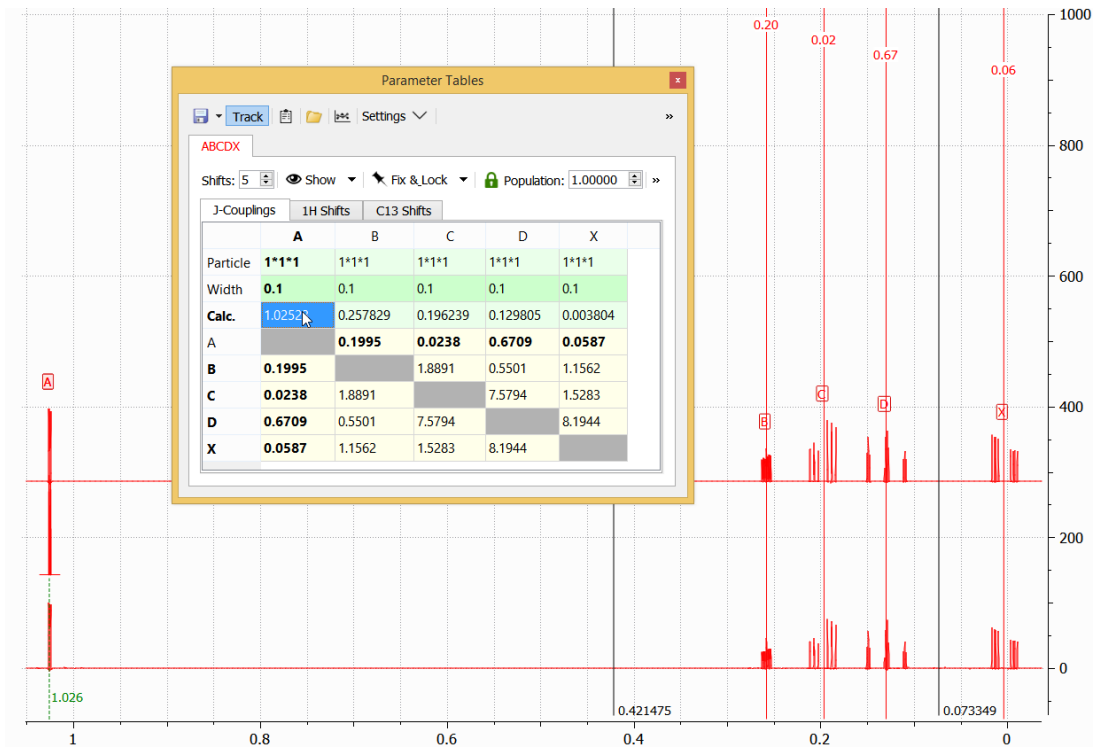 1000
0.20
0.02
0.67
0.06
Parameter Tables
x
Track Settings »
ABCDX
800
Shifts: 5 Show Fix &Lock Population: 1.00000 »
J-Couplings 1H Shifts C13 Shifts
A B C D X
Particle 1*1*1 1*1*1 1*1*1 1*1*1 1*1*1
600
Width 0.1 0.1 0.1 0.1 0.1
Calc. 0.257829 0.196239 0.129805 0.003804
A 0.1995 0.0238 0.6709 0.0587
B 0.1995 1.8891 0.5501 1.1562
C 0.0238 1.8891 7.5794 1.5283
D 0.6709 0.5501 7.5794 8.1944
X 0.0587 1.1562 1.5283 8.1944
A
B
C
D
X
400
200
0
1.026
0.421475
0.073349
1 0.8 0.6 0.4 0.2 0